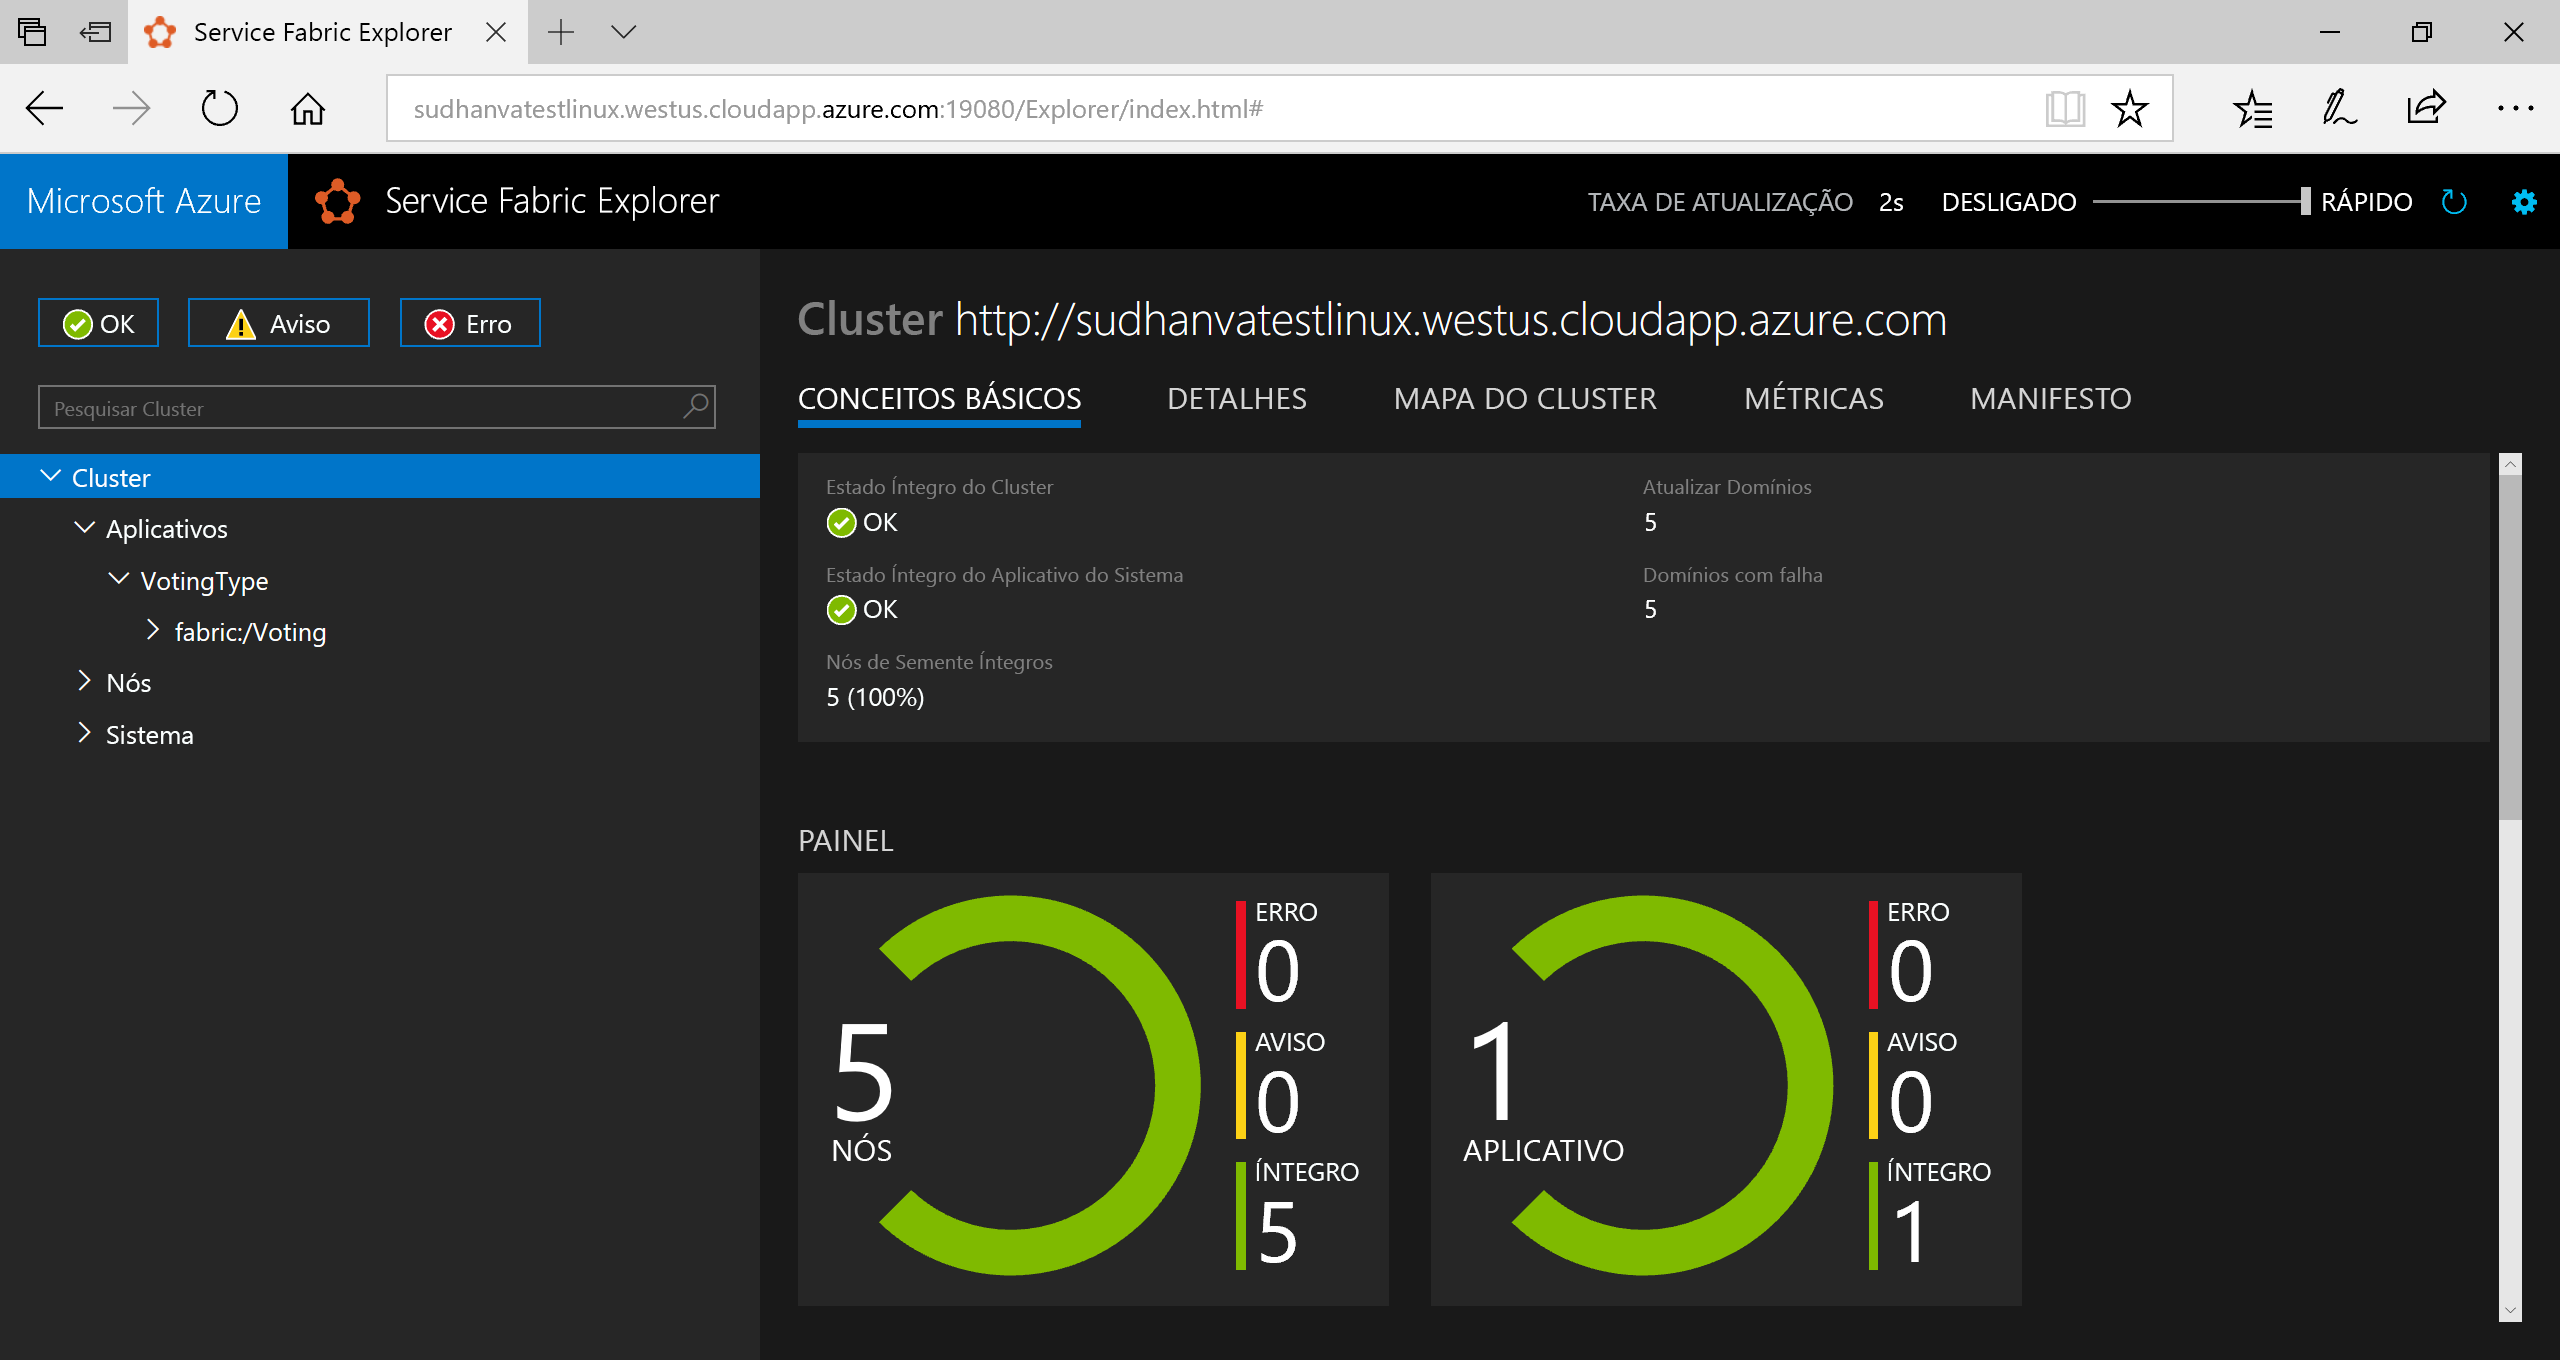 Service Fabric Explorer
sudhanvatestlinux.westus.cloudapp.azure.com:19080/Explorer/index.html#
Microsoft Azure
Service Fabric Explorer
TAXA DE ATUALIZAÇÃO 2s DESLIGADO RÁPIDO
OK Aviso Erro
Pesquisar Cluster
Cluster
Aplicativos
VotingType
fabric:/Voting
Nós
Sistema
Cluster http://sudhanvatestlinux.westus.cloudapp.azure.com
CONCEITOS BÁSICOS DETALHES MAPA DO CLUSTER MÉTRICAS MANIFESTO
Estado Íntegro do Cluster
OK
Atualizar Domínios
5
Estado Íntegro do Aplicativo do Sistema
OK
Domínios com falha
5
Nós de Semente Íntegros
5 (100%)
PAINEL
5
NÓS
ERRO
0
AVISO
0
ÍNTEGRO
5
1
APLICATIVO
ERRO
0
AVISO
0
ÍNTEGRO
1